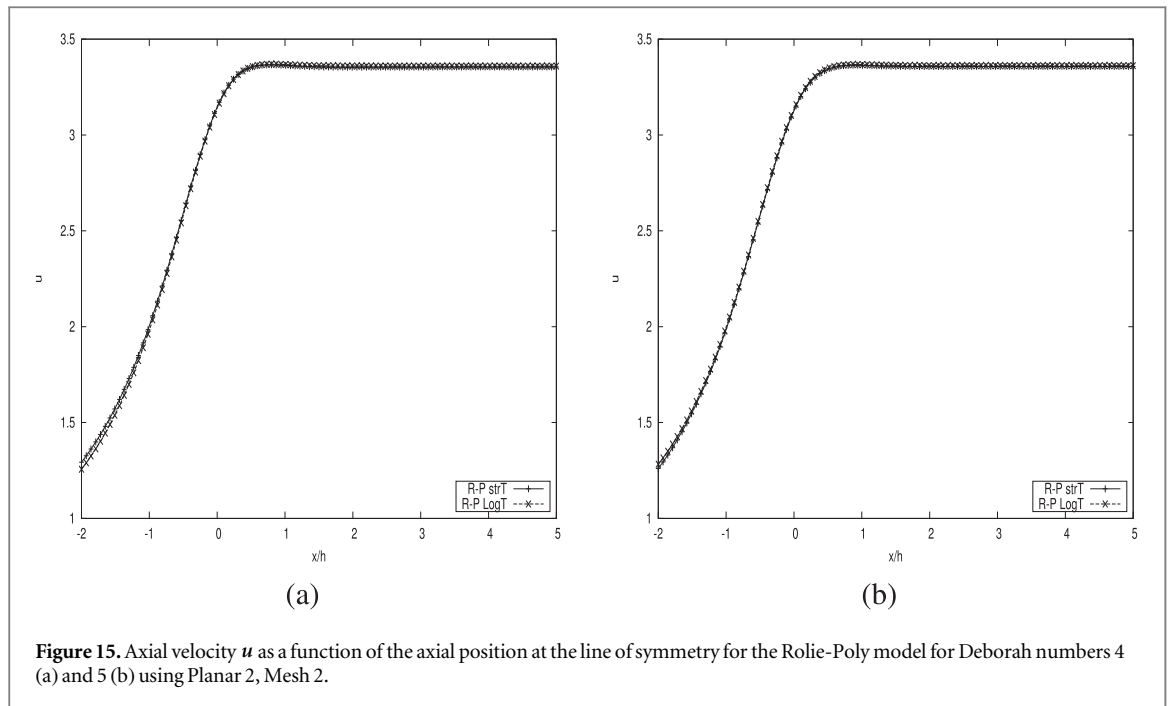 3.5
3
2.5
2
1.5
1
-2 -1 0 1 2 3 4 5
u
x/h
R-P strT
R-P LogT
(a)
3.5
3
2.5
2
1.5
1
-2 -1 0 1 2 3 4 5
u
x/h
R-P strT
R-P LogT
(b)
Figure 15. Axial velocity u as a function of the axial position at the line of symmetry for the Rolie-Poly model for Deborah numbers 4
(a) and 5 (b) using Planar 2, Mesh 2.